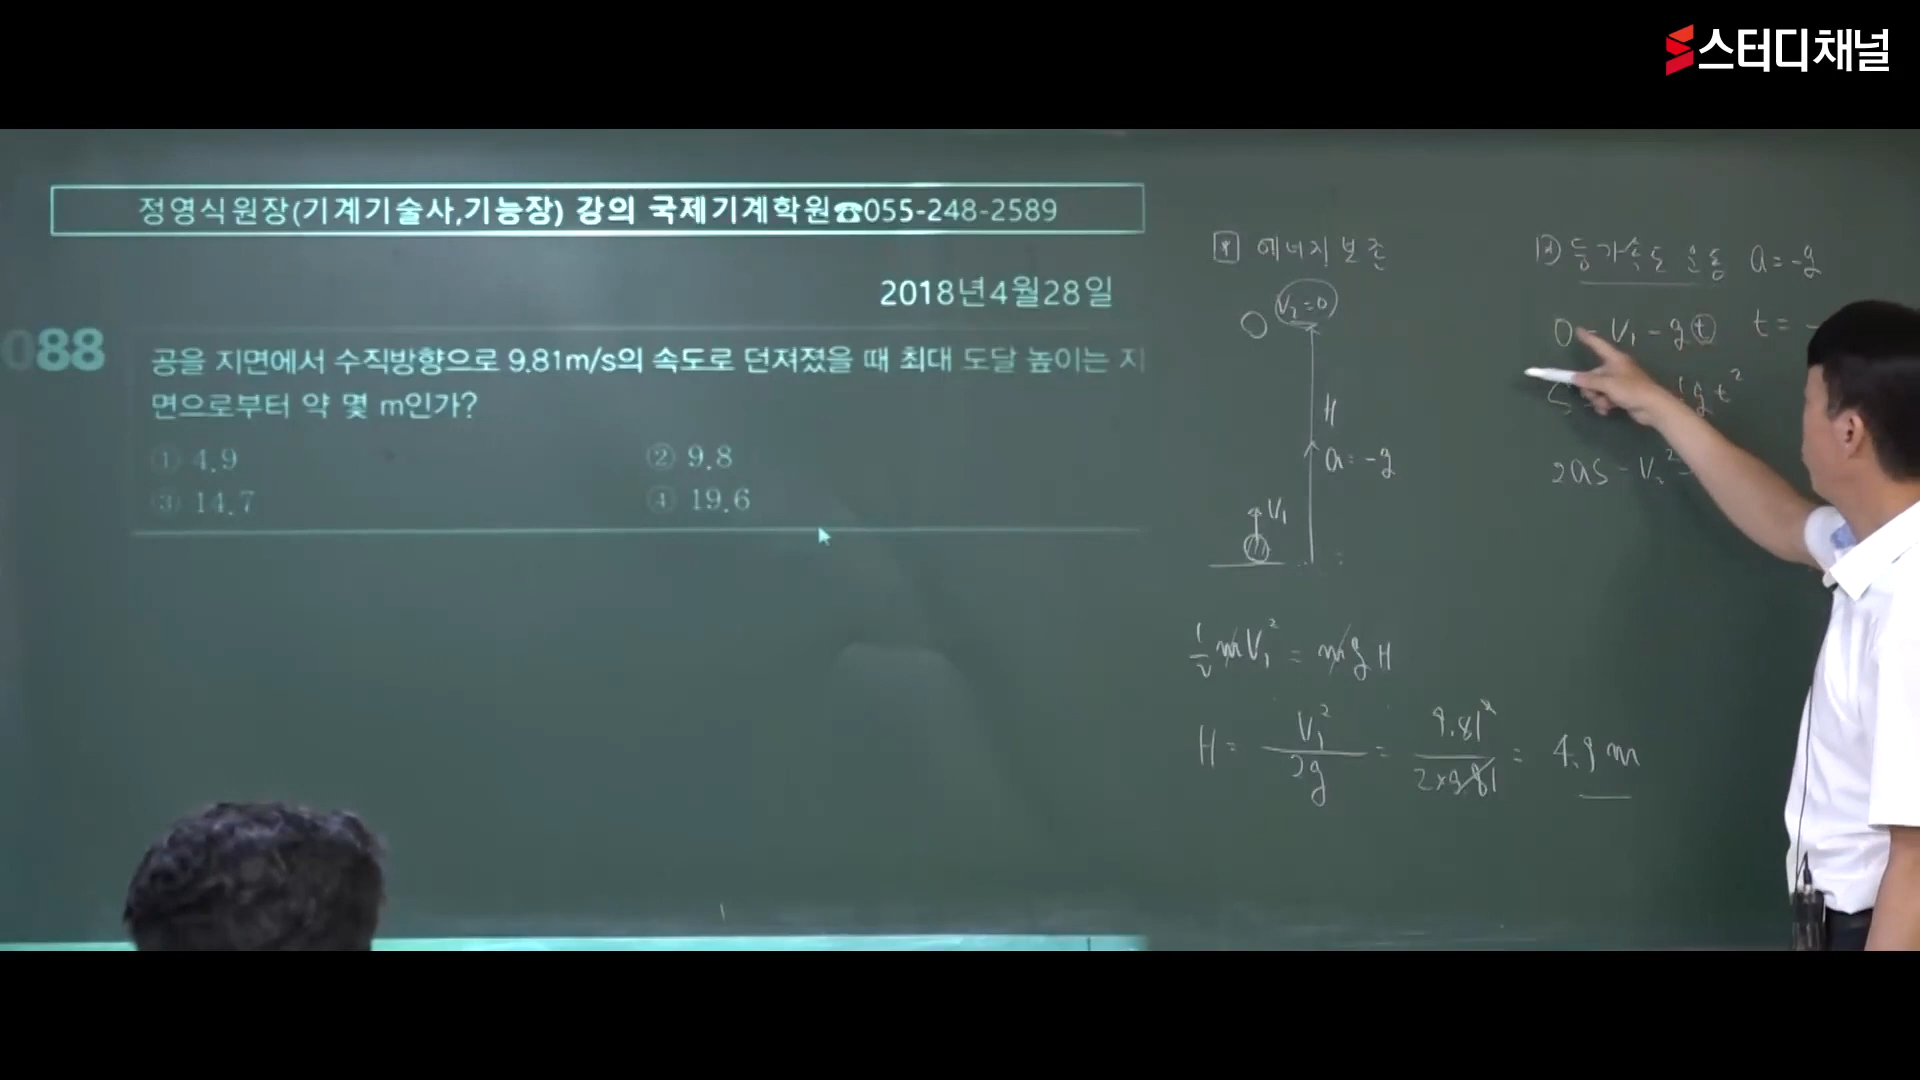 스터디채널
정영식원장(기계기술사,기능장) 강의 국제기계학원☎055-248-2589
2018년4월28일
088
공을 지면에서 수직방향으로 9.81m/s의 속도로 던져졌을 때 최대 도달 높이는 지
면으로부터 약 몇 m인가?
① 4.9 ② 9.8
③ 14.7 ④ 19.6
에너지보존
V₂=0
H
a=-g
V₁
½mV₁²=mgH
H=V₁²/2g=9.81²/2×9.81=4.9m
등가속도 운동 a=-g
0=V₁-gt t=-
gt²
2aS=V₂²-